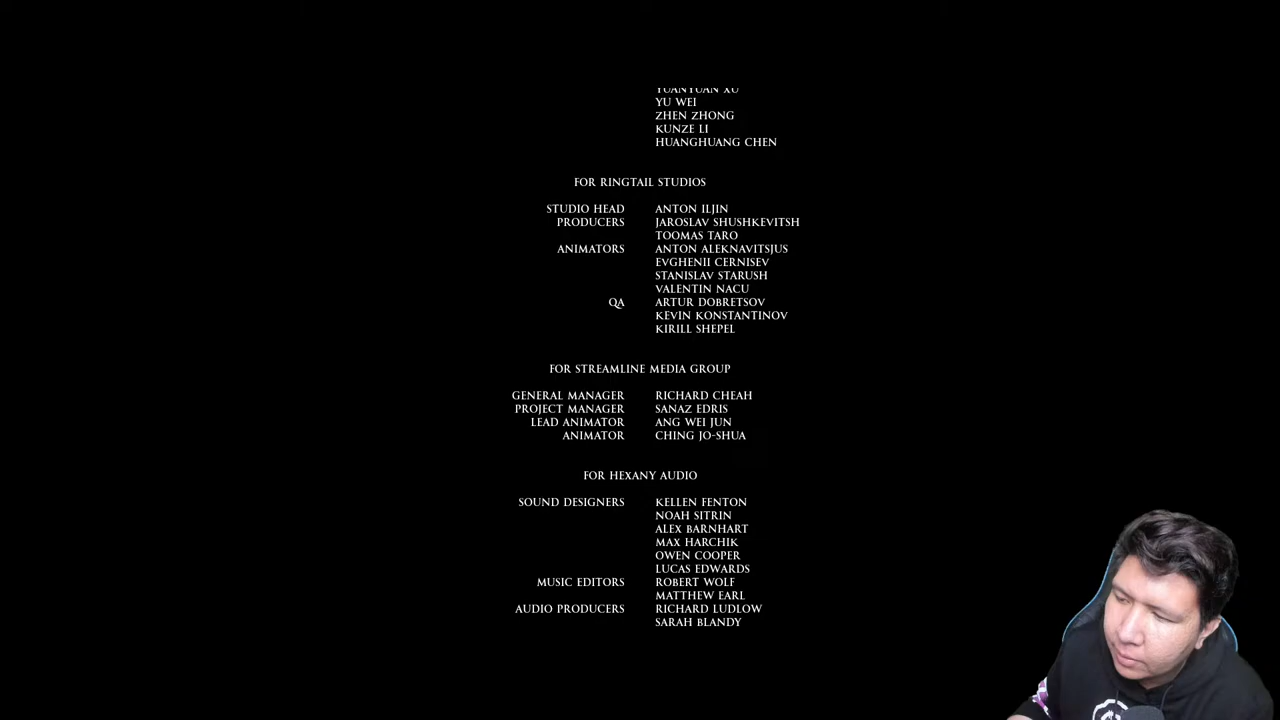 YUANYUAN XU
YU WEI
ZHEN ZHONG
KUNZE LI
HUANGHUANG CHEN
FOR RINGTAIL STUDIOS
STUDIO HEAD ANTON ILJIN
PRODUCERS JAROSLAV SHUSHKEVITSH
TOOMAS TARO
ANIMATORS ANTON ALEKNAVITSJUS
EVGHENII CERNISEV
STANISLAV STARUSH
VALENTIN NACU
QA ARTUR DOBRETSOV
KEVIN KONSTANTINOV
KIRILL SHEPEL
FOR STREAMLINE MEDIA GROUP
GENERAL MANAGER RICHARD CHEAH
PROJECT MANAGER SANAZ EDRIS
LEAD ANIMATOR ANG WEI JUN
ANIMATOR CHING JO-SHUA
FOR HEXANY AUDIO
SOUND DESIGNERS KELLEN FENTON
NOAH SITRIN
ALEX BARNHART
MAX HARCHIK
OWEN COOPER
LUCAS EDWARDS
MUSIC EDITORS ROBERT WOLF
MATTHEW EARL
AUDIO PRODUCERS RICHARD LUDLOW
SARAH BLANDY